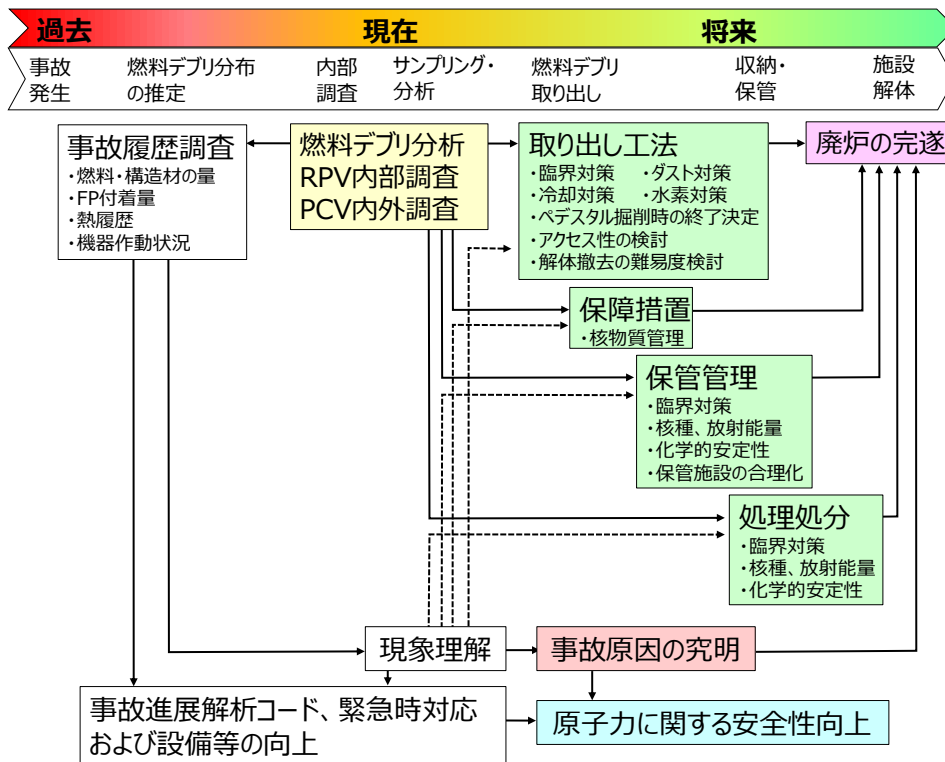 過去
現在
将来
事故
発生
燃料デブリ分布
の推定
内部
調査
サンプリング・
分析
燃料デブリ
取り出し
収納・
保管
施設
解体
事故履歴調査
・燃料・構造材の量
・FP付着量
・熱履歴
・機器作動状況
燃料デブリ分析
RPV内部調査
PCV内外調査
取り出し工法
・臨界対策 ・ダスト対策
・冷却対策 ・水素対策
・ペデスタル掘削時の終了決定
・アクセス性の検討
・解体撤去の難易度検討
廃炉の完遂
保障措置
・核物質管理
保管管理
・臨界対策
・核種、放射能量
・化学的安定性
・保管施設の合理化
処理処分
・臨界対策
・核種、放射能量
・化学的安定性
現象理解
事故原因の究明
事故進展解析コード、緊急時対応
および設備等の向上
原子力に関する安全性向上